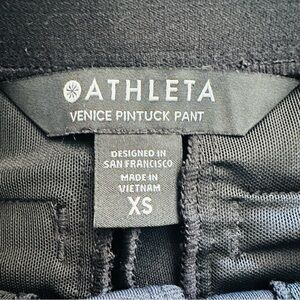 ATHLETA
VENICE PINTUCK PANT
DESIGNED IN
SAN FRANCISCO
MADE IN
VIETNAM
XS